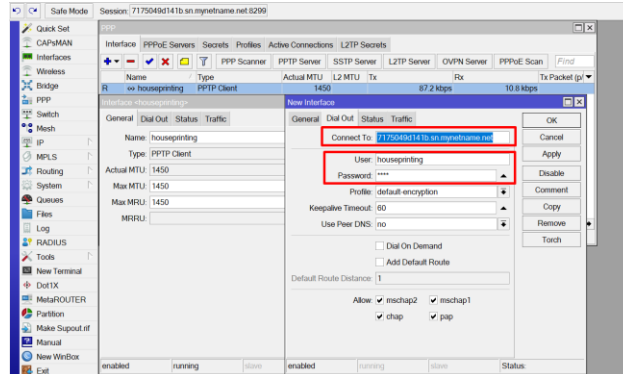 Safe Mode Session: 7175049d141b.sn.mynetname.net:8299
Quick Set
CAPsMAN
Interfaces
Wireless
Bridge
PPP
Switch
Mesh
IP
MPLS
Routing
System
Queues
Files
Log
RADIUS
Tools
New Terminal
Dot1X
MetaROUTER
Partition
Make Supout.rif
Manual
New WinBox
Exit
PPP
Interface PPPoE Servers Secrets Profiles Active Connections L2TP Secrets
PPP Scanner PPTP Server SSTP Server L2TP Server OVPN Server PPPoE Scan Find
Name Type Actual MTU L2 MTU Tx Rx Tx Packet (p/
R houseprinting PPTP Client 1450 87.2 kbps 10.8 kbps
Interface <houseprinting>
General Dial Out Status Traffic
Name: houseprinting
Type: PPTP Client
Actual MTU: 1450
Max MTU: 1450
Max MRU: 1450
MRRU:
enabled running slave
New Interface
General Dial Out Status Traffic
Connect To: 7175049d141b.sn.mynetname.net
User: houseprinting
Password: ****
Profile: default-encryption
Keepalive Timeout: 60
Use Peer DNS: no
Dial On Demand
Add Default Route
Default Route Distance: 1
Allow: mschap2 mschap1
chap pap
enabled running slave Status:
OK
Cancel
Apply
Disable
Comment
Copy
Remove
Torch